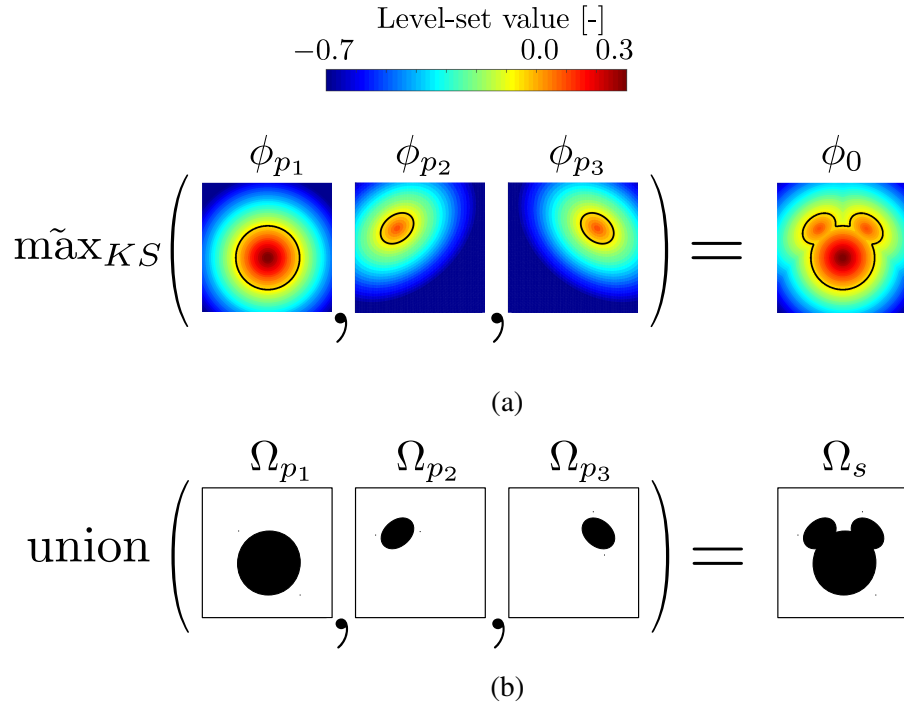 Level-set value [-]
−0.7 0.0 0.3
ϕp1 ϕp2 ϕp3 ϕ0
m̃axKS( , , ) =
(a)
Ωp1 Ωp2 Ωp3 Ωs
union ( , , ) =
(b)